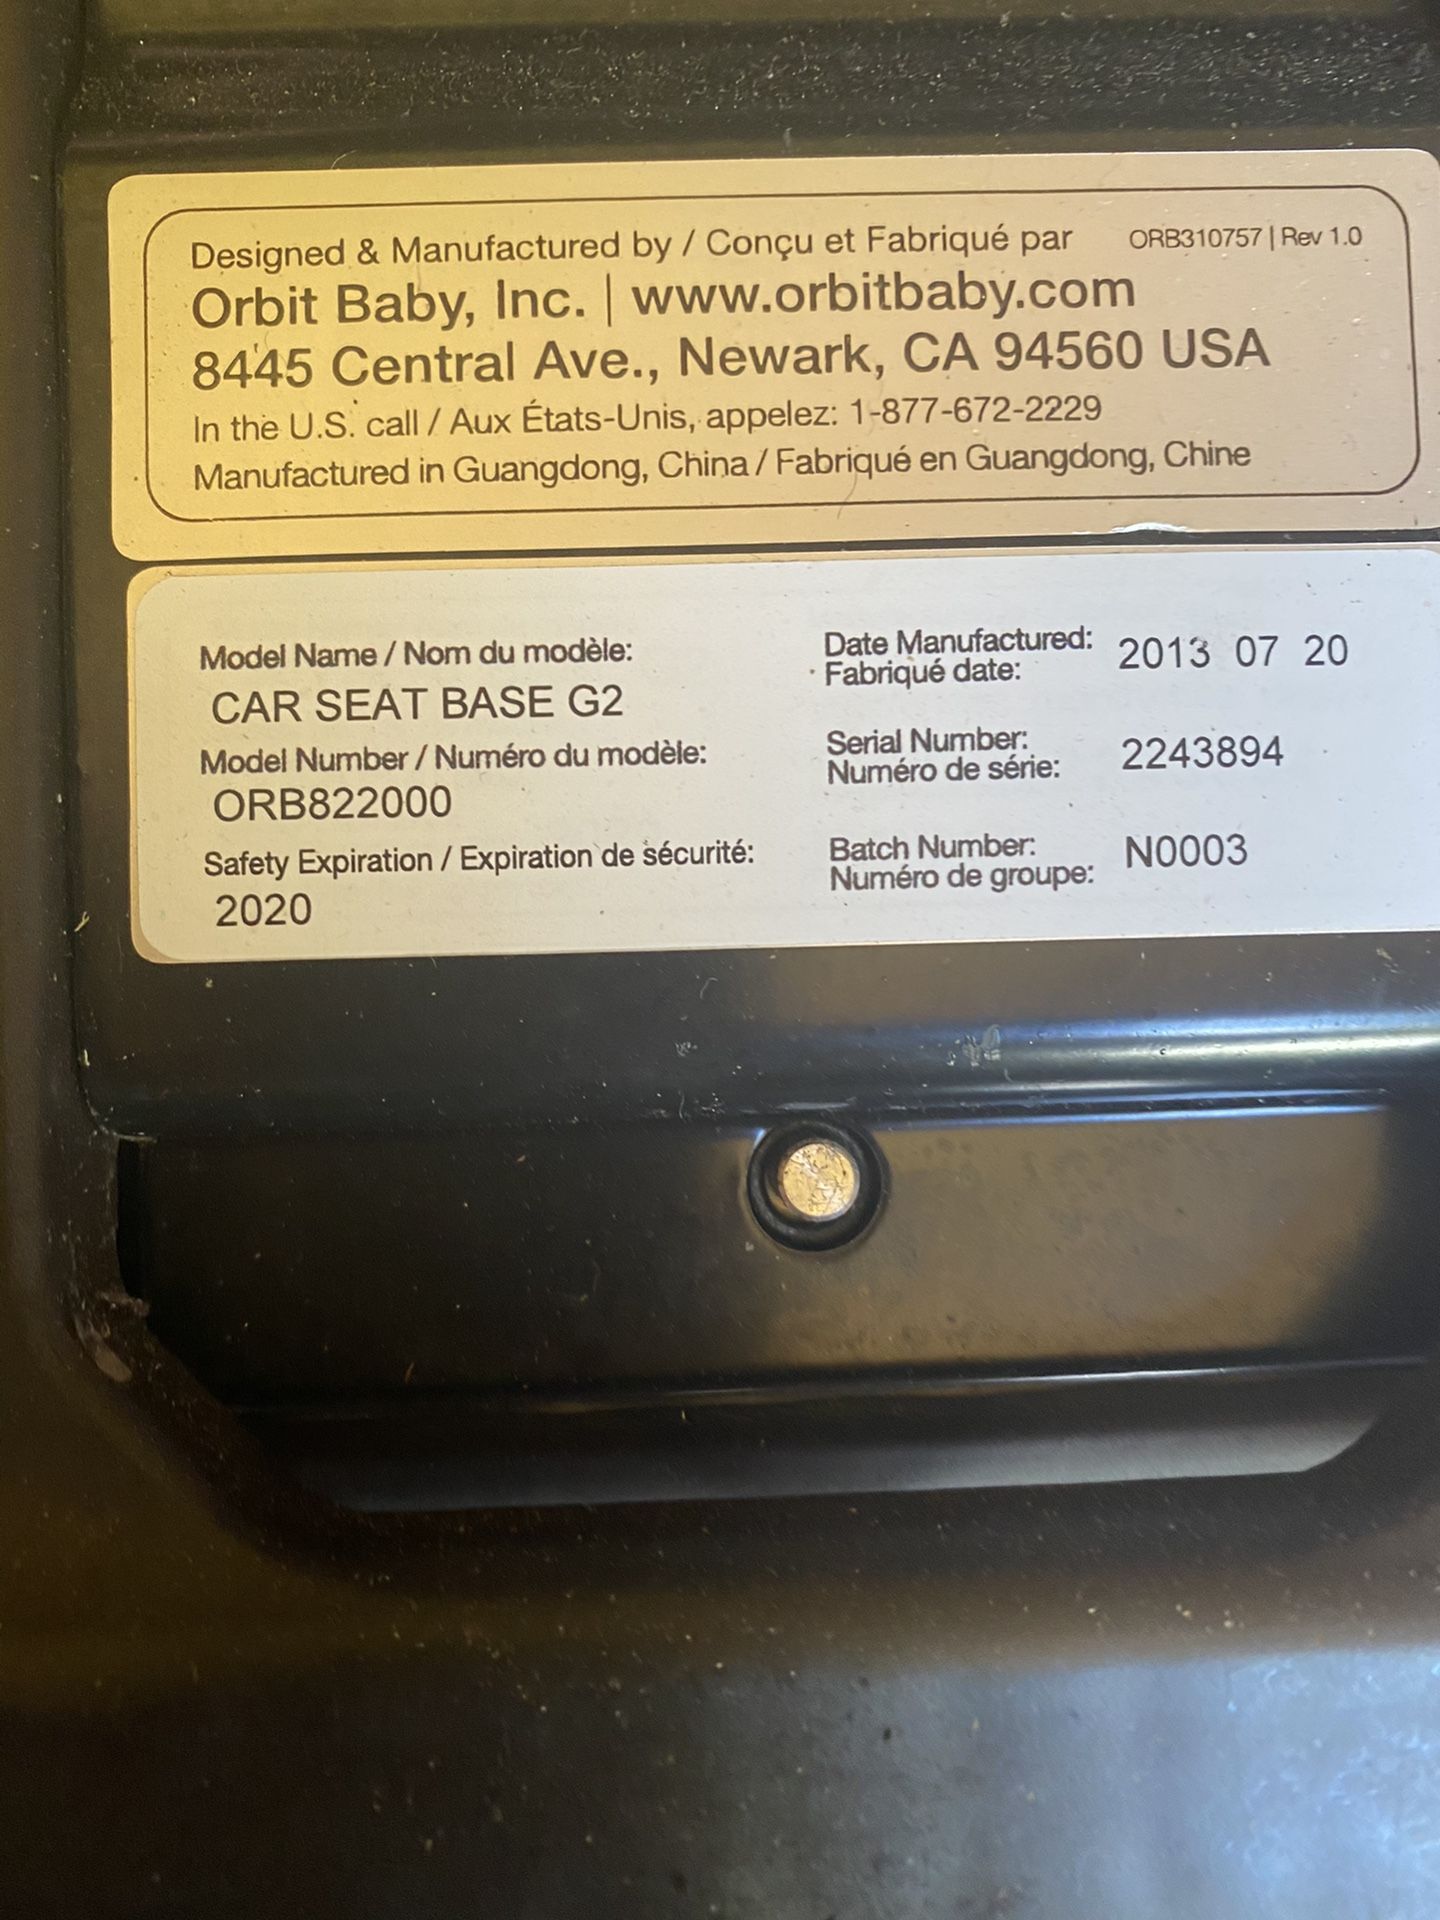 Designed & Manufactured by / Conçu et Fabriqué par ORB310757 | Rev 1.0
Orbit Baby, Inc. | www.orbitbaby.com
8445 Central Ave., Newark, CA 94560 USA
In the U.S. call / Aux États-Unis, appelez: 1-877-672-2229
Manufactured in Guangdong, China / Fabriqué en Guangdong, Chine
Model Name / Nom du modèle:
CAR SEAT BASE G2
Model Number / Numéro du modèle:
ORB822000
Safety Expiration / Expiration de sécurité:
2020
Date Manufactured: 2013 07 20
Fabriqué date:
Serial Number: 2243894
Numéro de série:
Batch Number: N0003
Numéro de groupe: